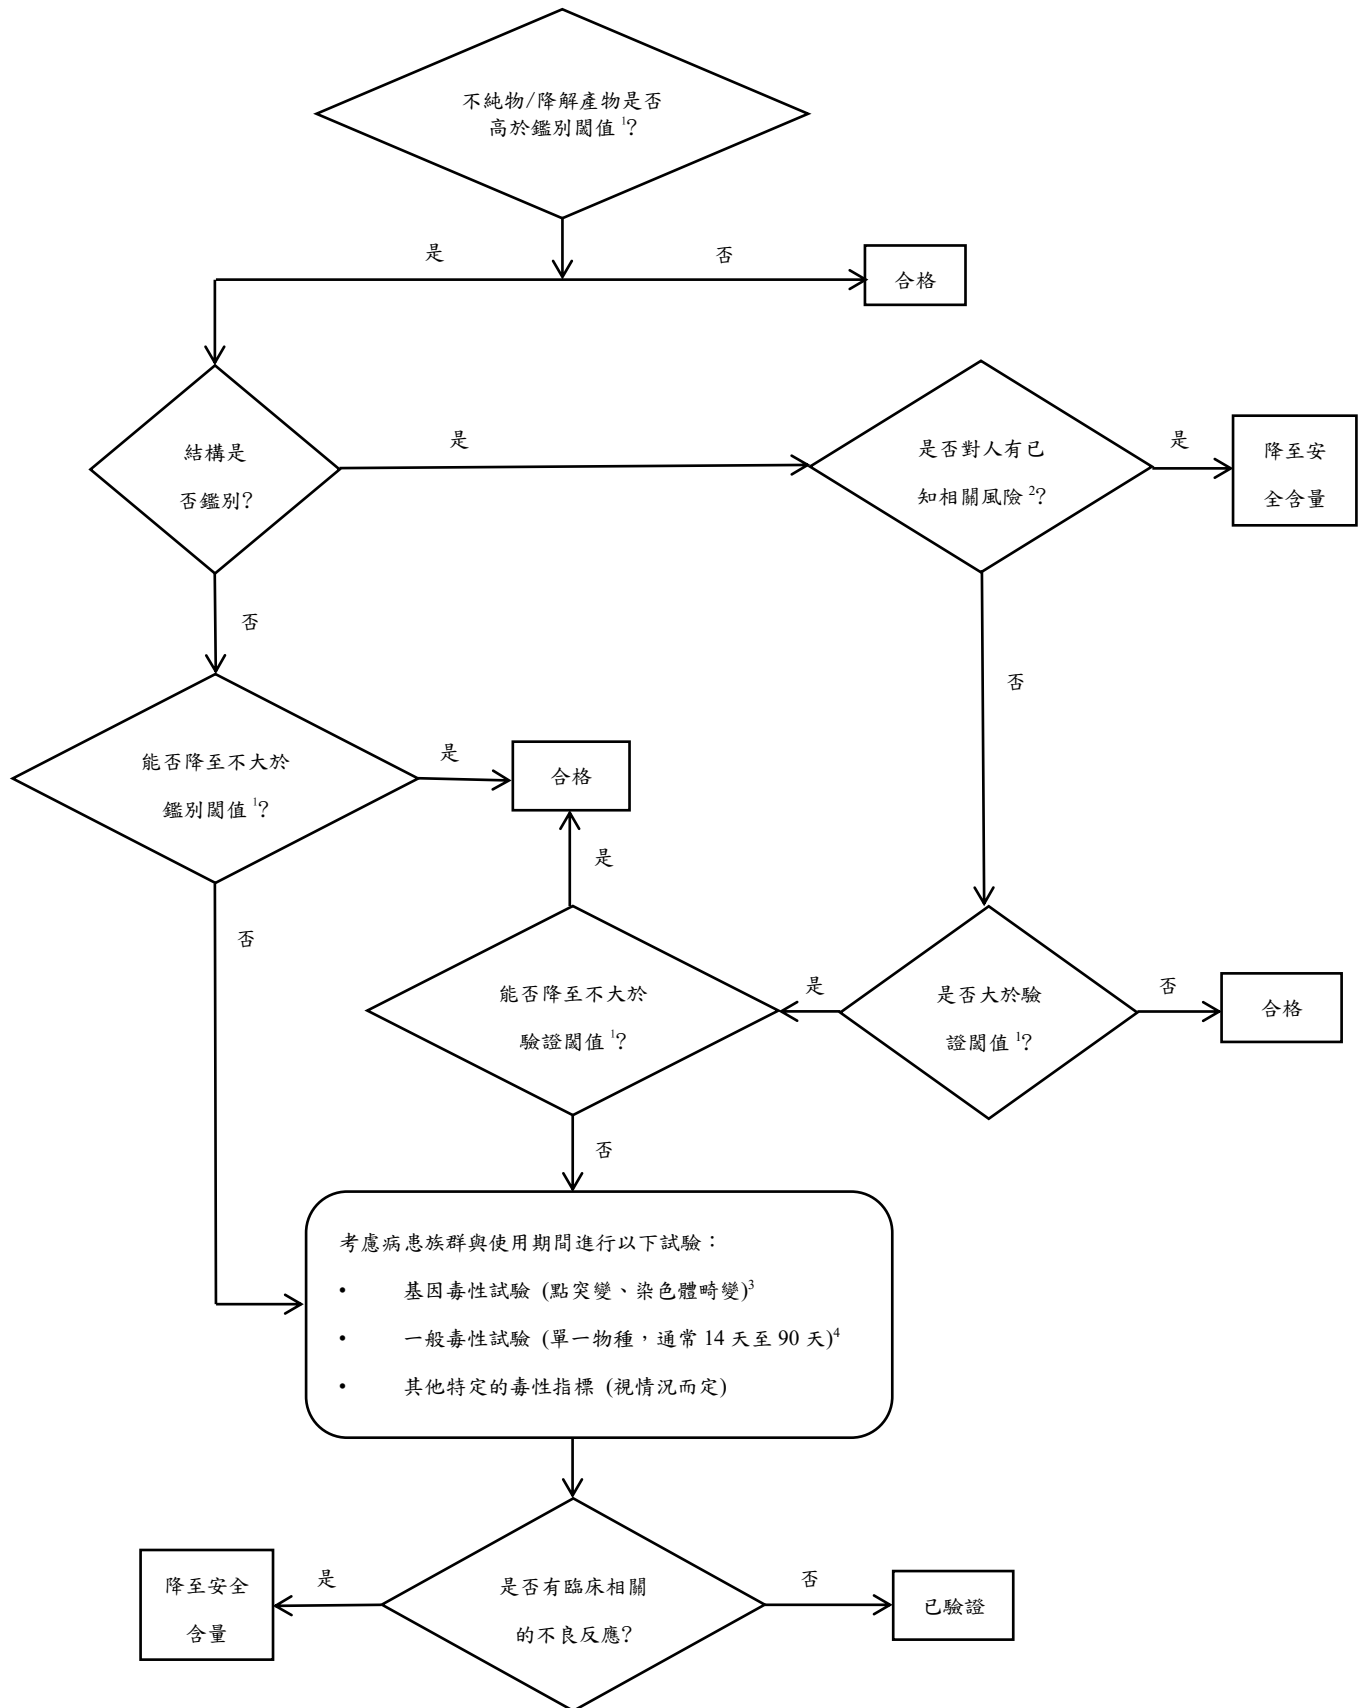 不純物/降解產物是否
高於鑑別閾值 ¹?
是
否
合格
結構是
否鑑別?
是
是否對人有已
知相關風險 ²?
是
降至安
全含量
否
否
能否降至不大於
鑑別閾值 ¹?
是
合格
是
否
能否降至不大於
驗證閾值 ¹?
是
是否大於驗
證閾值 ¹?
否
合格
否
考慮病患族群與使用期間進行以下試驗：
• 基因毒性試驗 (點突變、染色體畸變)³
• 一般毒性試驗 (單一物種，通常 14 天至 90 天)⁴
• 其他特定的毒性指標 (視情況而定)
降至安全
含量
是
是否有臨床相關
的不良反應?
否
已驗證